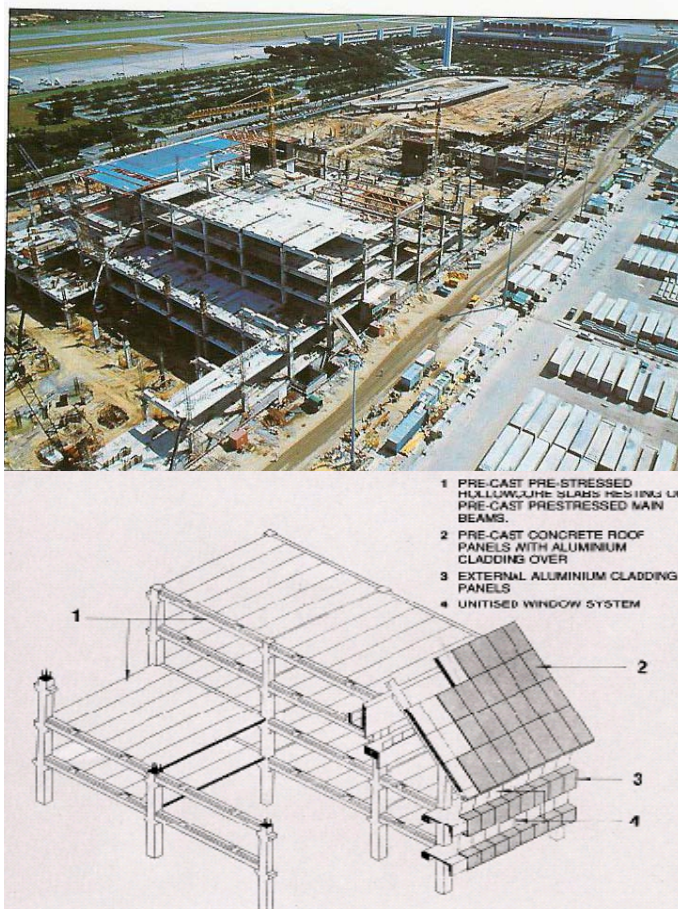 1 PRE-CAST PRE-STRESSED
HOLLOWCORE SLABS RESTING
PRE-CAST PRESTRESSED MAIN
BEAMS.
2 PRE-CAST CONCRETE ROOF
PANELS WITH ALUMINIUM
CLADDING OVER
3 EXTERNAL ALUMINIUM CLADDING
PANELS
4 UNITISED WINDOW SYSTEM
1
2
3
4